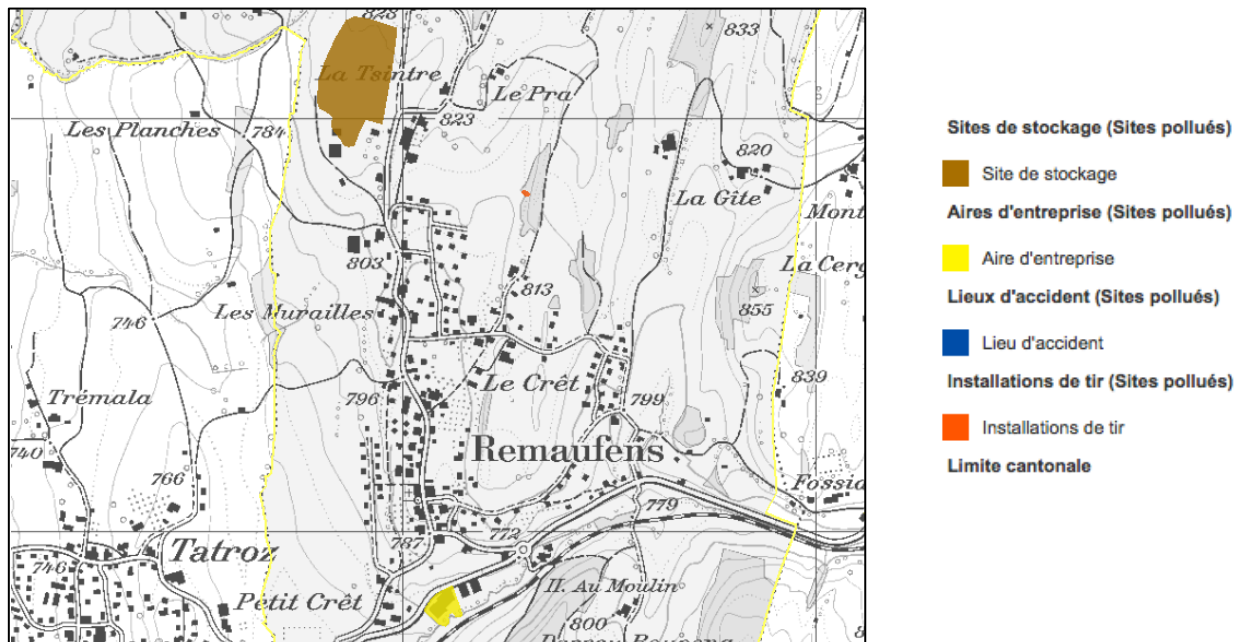 828
833
La Tsintre
Le Pra
Les Planches
784
823
820
La Gîte
Mont
803
La Cerg
813
855
Les Murailles
746
Le Crêt
839
Trémala
796
799
Remaufens
740
766
Fossia
779
772
Tatroz
787
746
II. Au Moulin
Petit Crêt
800
8
Sites de stockage (Sites pollués)
Site de stockage
Aires d'entreprise (Sites pollués)
Aire d'entreprise
Lieux d'accident (Sites pollués)
Lieu d'accident
Installations de tir (Sites pollués)
Installations de tir
Limite cantonale